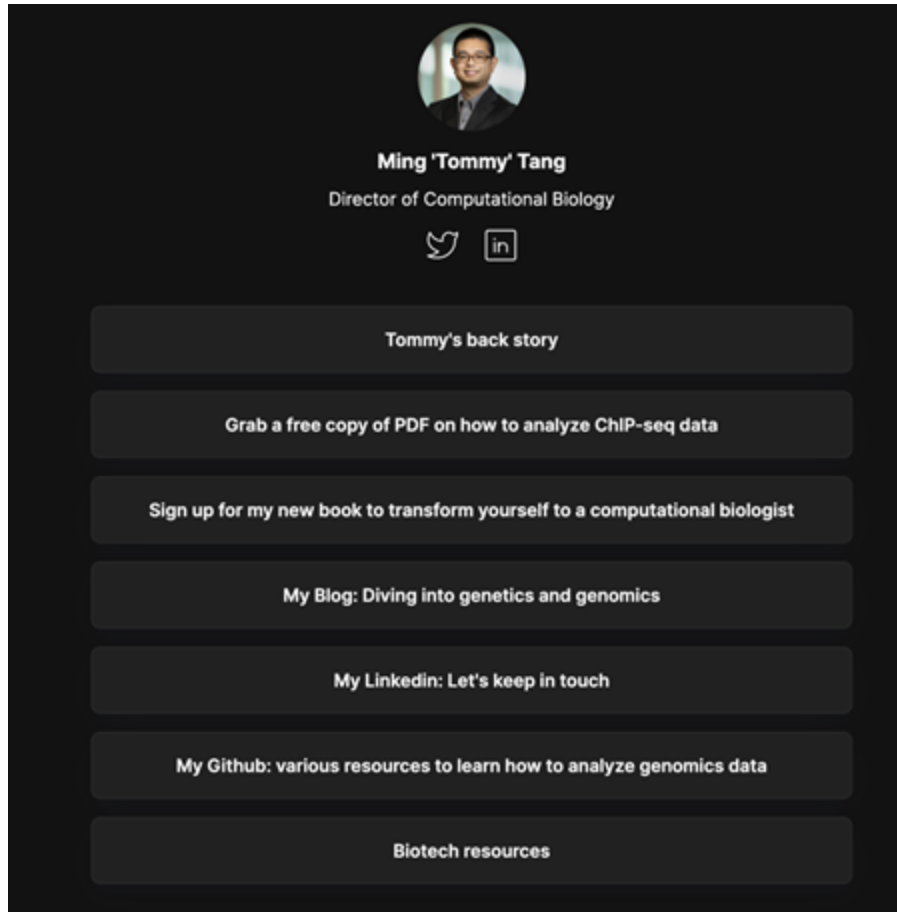 Ming 'Tommy' Tang
Director of Computational Biology
in
Tommy's back story
Grab a free copy of PDF on how to analyze ChIP-seq data
Sign up for my new book to transform yourself to a computational biologist
My Blog: Diving into genetics and genomics
My Linkedin: Let's keep in touch
My Github: various resources to learn how to analyze genomics data
Biotech resources